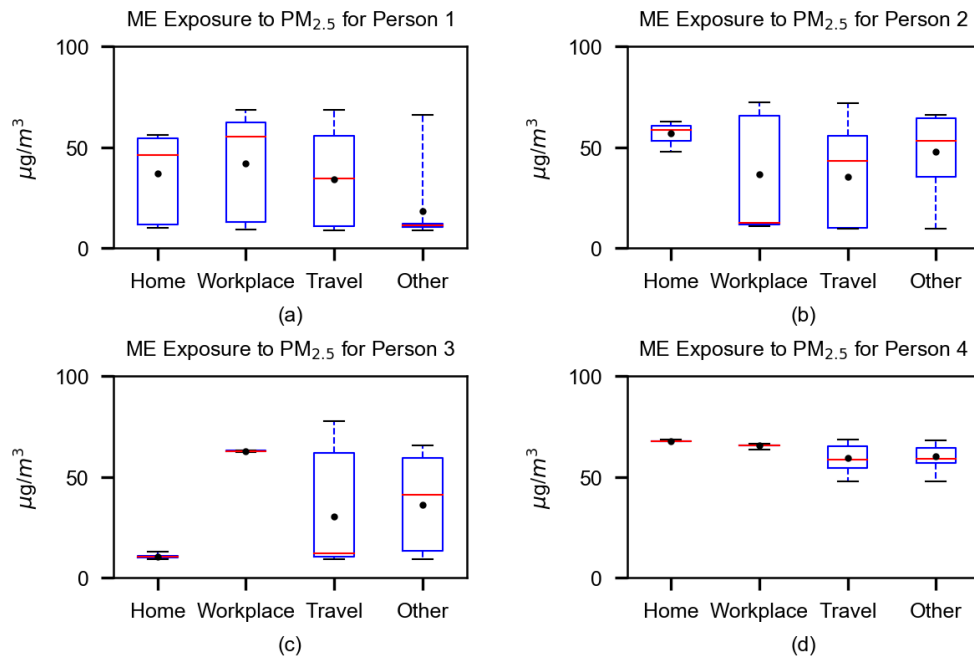 ME Exposure to PM2.5 for Person 1
100
50
0
μg/m³
Home Workplace Travel Other
(a)
ME Exposure to PM2.5 for Person 2
100
50
0
μg/m³
Home Workplace Travel Other
(b)
ME Exposure to PM2.5 for Person 3
100
50
0
μg/m³
Home Workplace Travel Other
(c)
ME Exposure to PM2.5 for Person 4
100
50
0
μg/m³
Home Workplace Travel Other
(d)